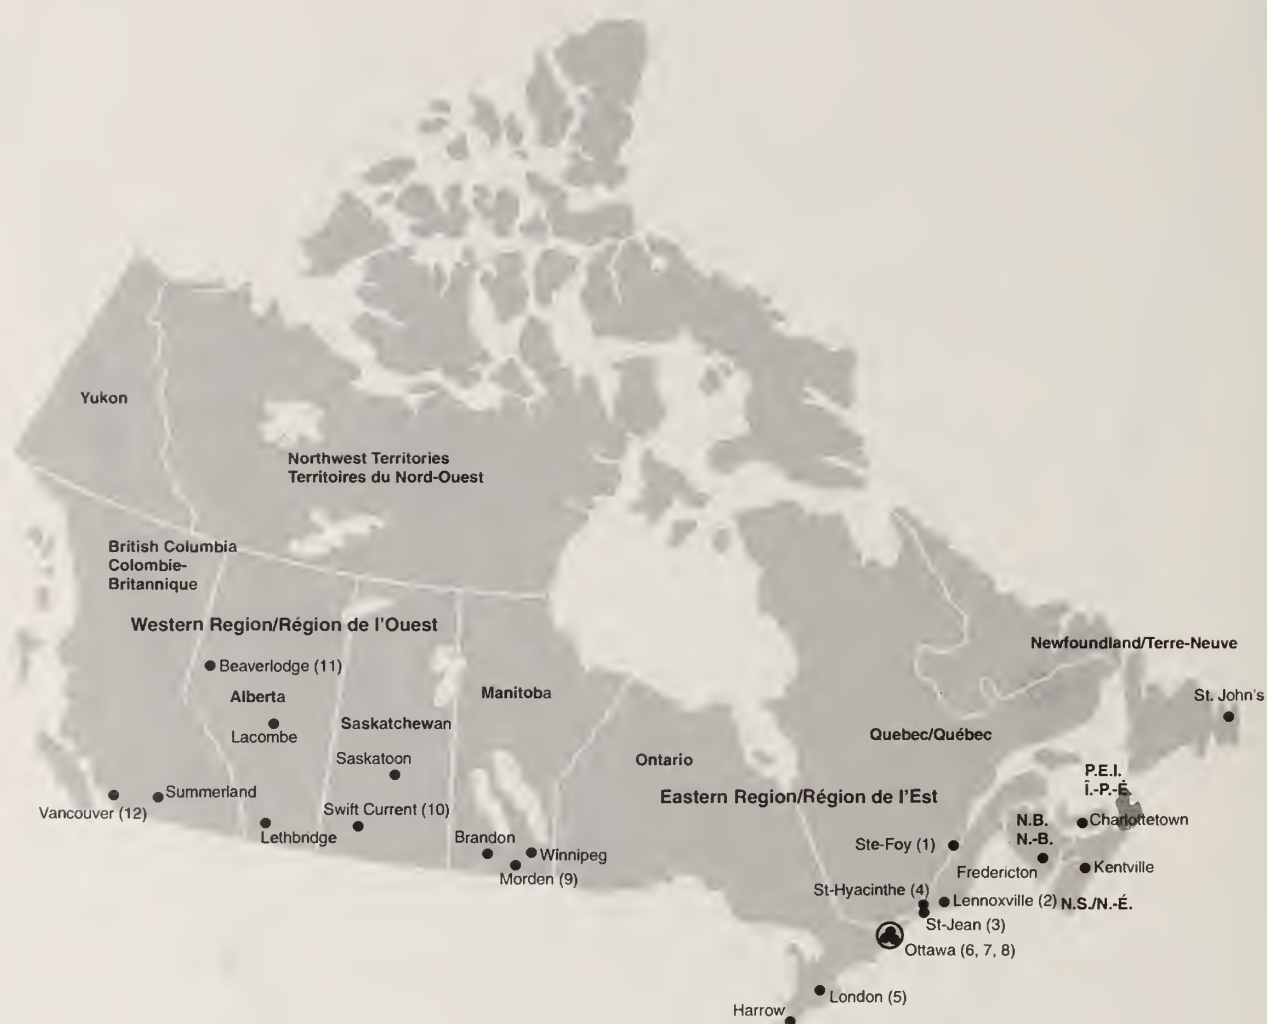 Yukon
Northwest Territories
Territoires du Nord-Ouest
British Columbia
Colombie-
Britannique
Western Region/Région de l'Ouest
Newfoundland/Terre-Neuve
Beaverlodge (11)
Alberta
Manitoba
St. John's
Lacombe
Saskatchewan
Quebec/Québec
Saskatoon
Ontario
P.E.I.
Î.-P.-É.
Summerland
Eastern Region/Région de l'Est
Vancouver (12)
Swift Current (10)
N.B.
N.-B.
Charlottetown
Lethbridge
Brandon
Ste-Foy (1)
Winnipeg
Fredericton
Kentville
Morden (9)
St-Hyacinthe (4)
Lennoxville (2)
N.S./N.-É.
St-Jean (3)
Ottawa (6, 7, 8)
London (5)
Harrow